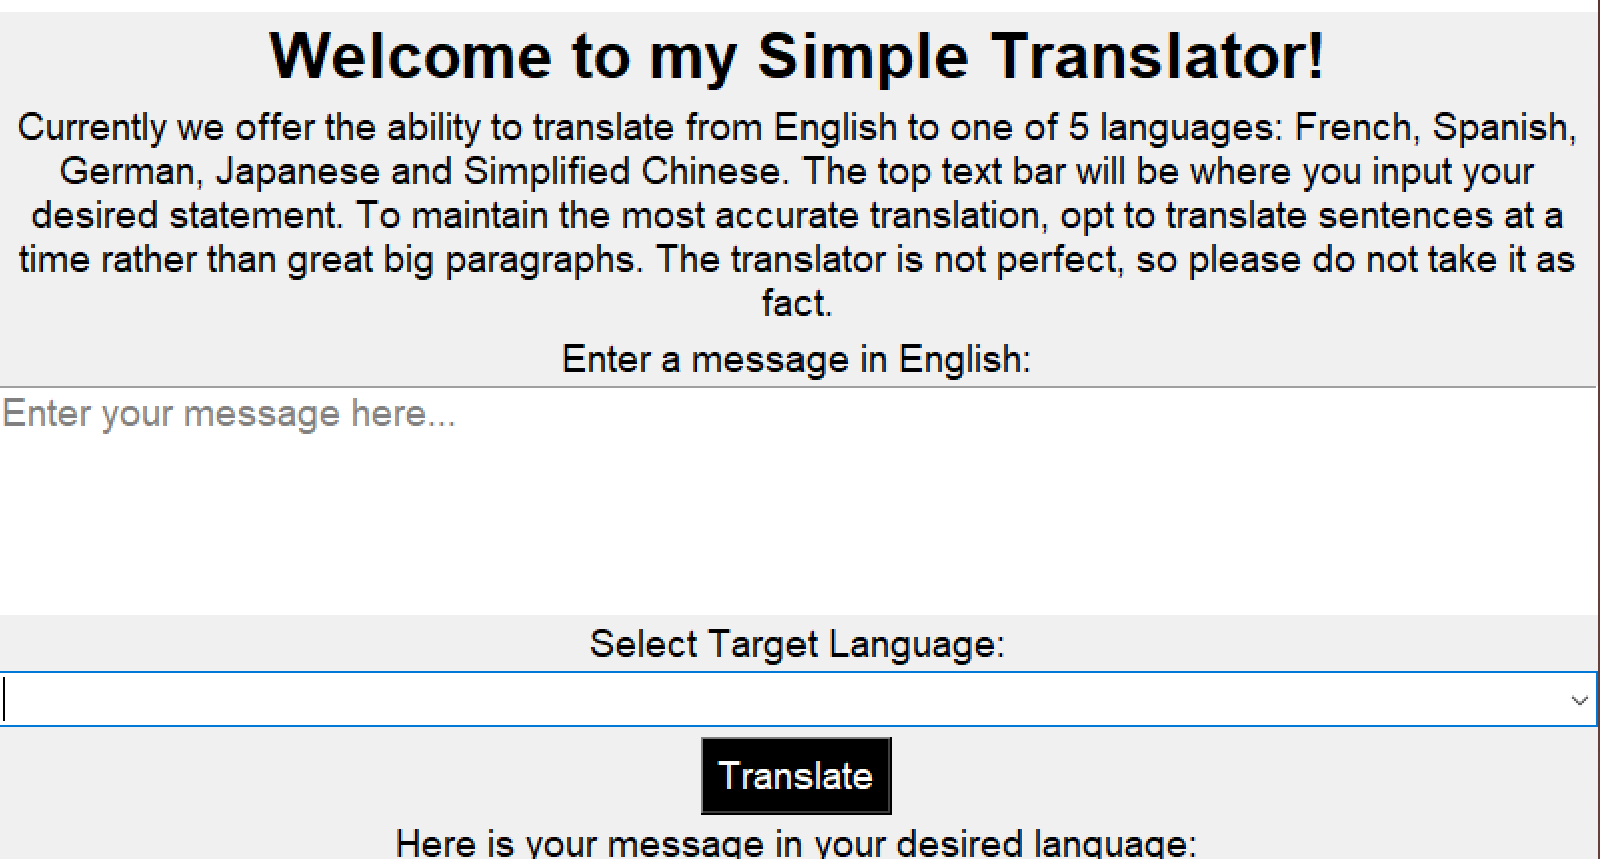 Welcome to my Simple Translator!
Currently we offer the ability to translate from English to one of 5 languages: French, Spanish,
German, Japanese and Simplified Chinese. The top text bar will be where you input your
desired statement. To maintain the most accurate translation, opt to translate sentences at a
time rather than great big paragraphs. The translator is not perfect, so please do not take it as
fact.
Enter a message in English:
Enter your message here...
Select Target Language:
Translate
Here is your message in your desired language: